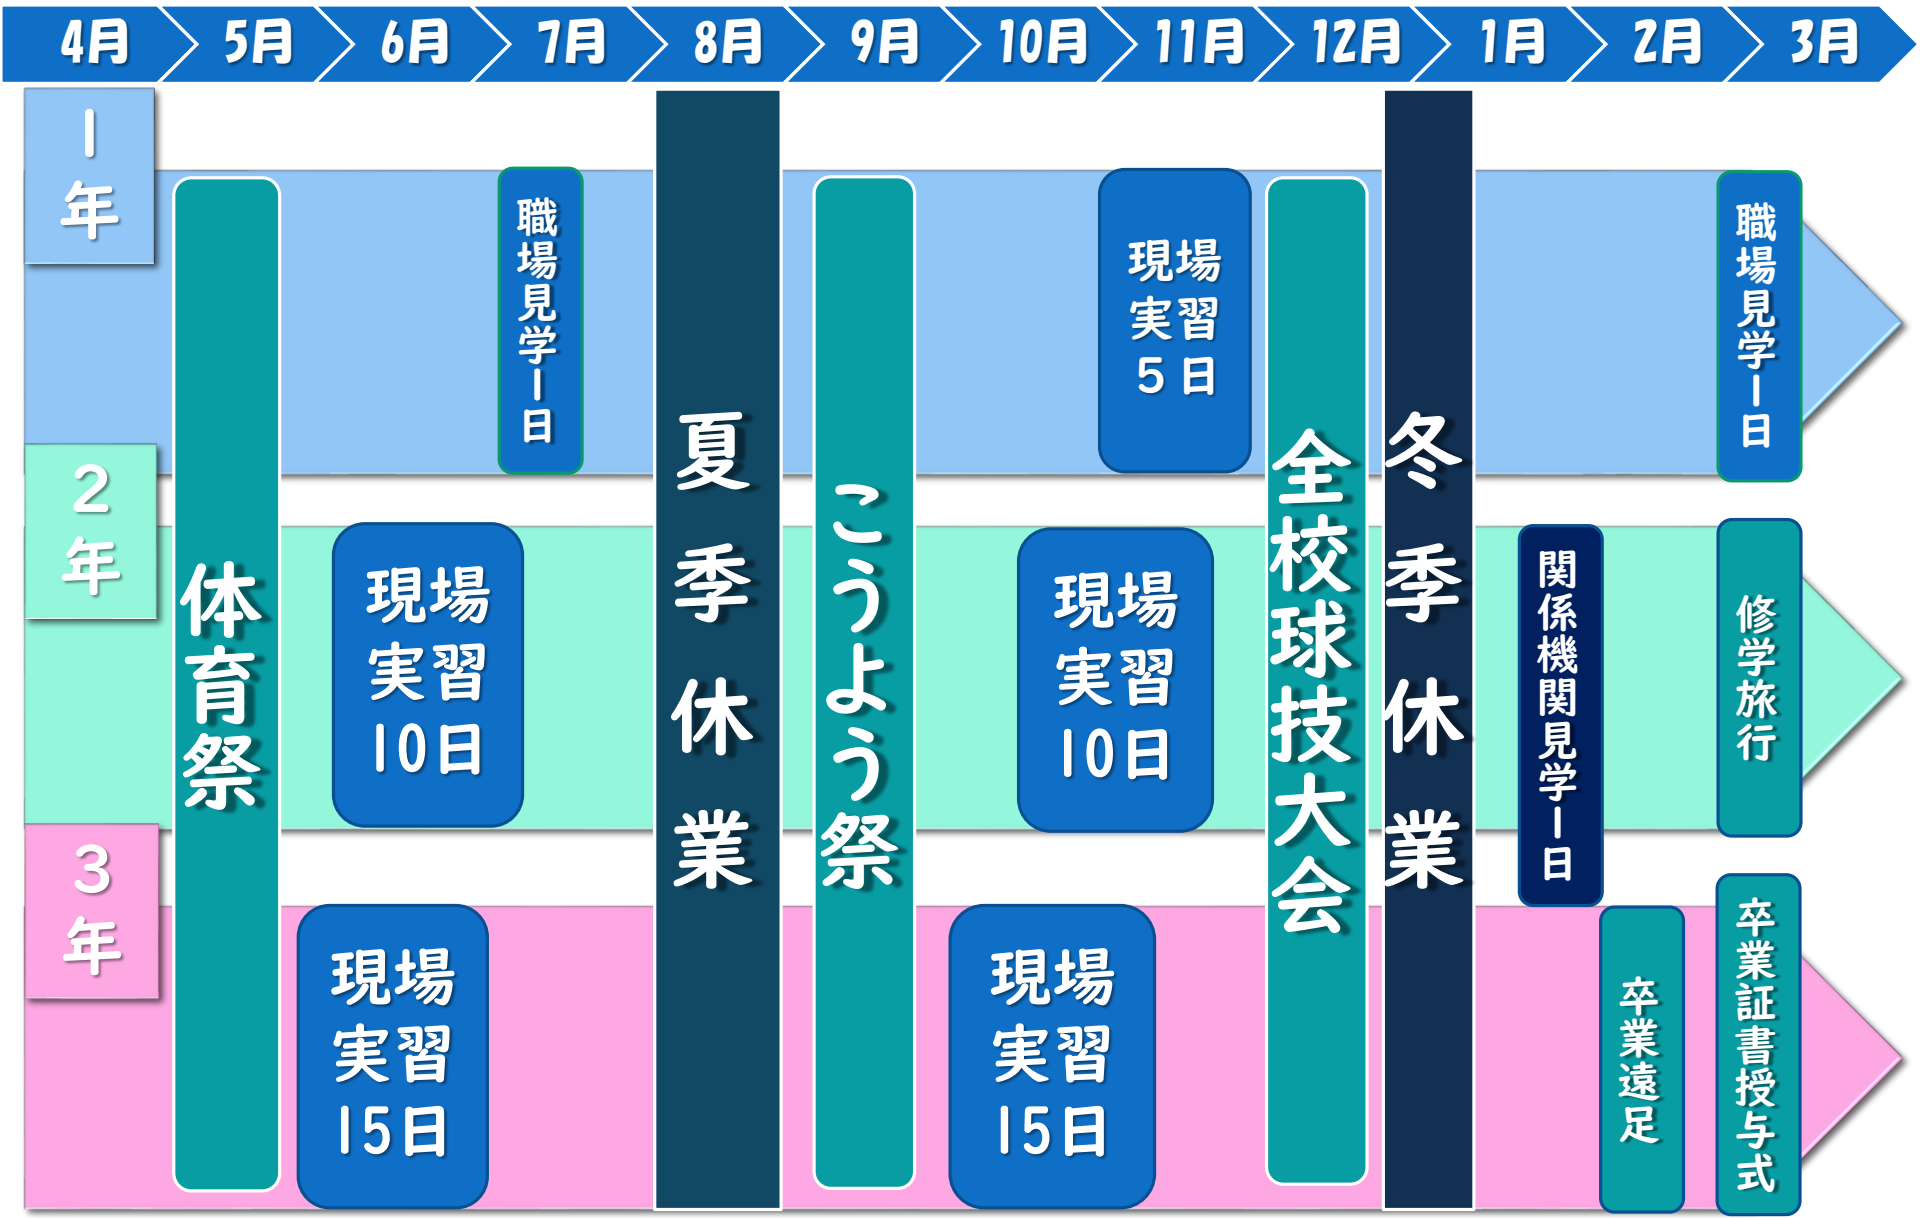 4月 5月 6月 7月 8月 9月 10月 11月 12月 1月 2月 3月
1年
職場見学1日
現場
実習
5日
職場見学1日
2年
現場
実習
10日
現場
実習
10日
関係機関見学1日
修学旅行
3年
現場
実習
15日
現場
実習
15日
卒業遠足
卒業証書授与式
体育祭
夏季休業
こうよう祭
全校球技大会
冬季休業